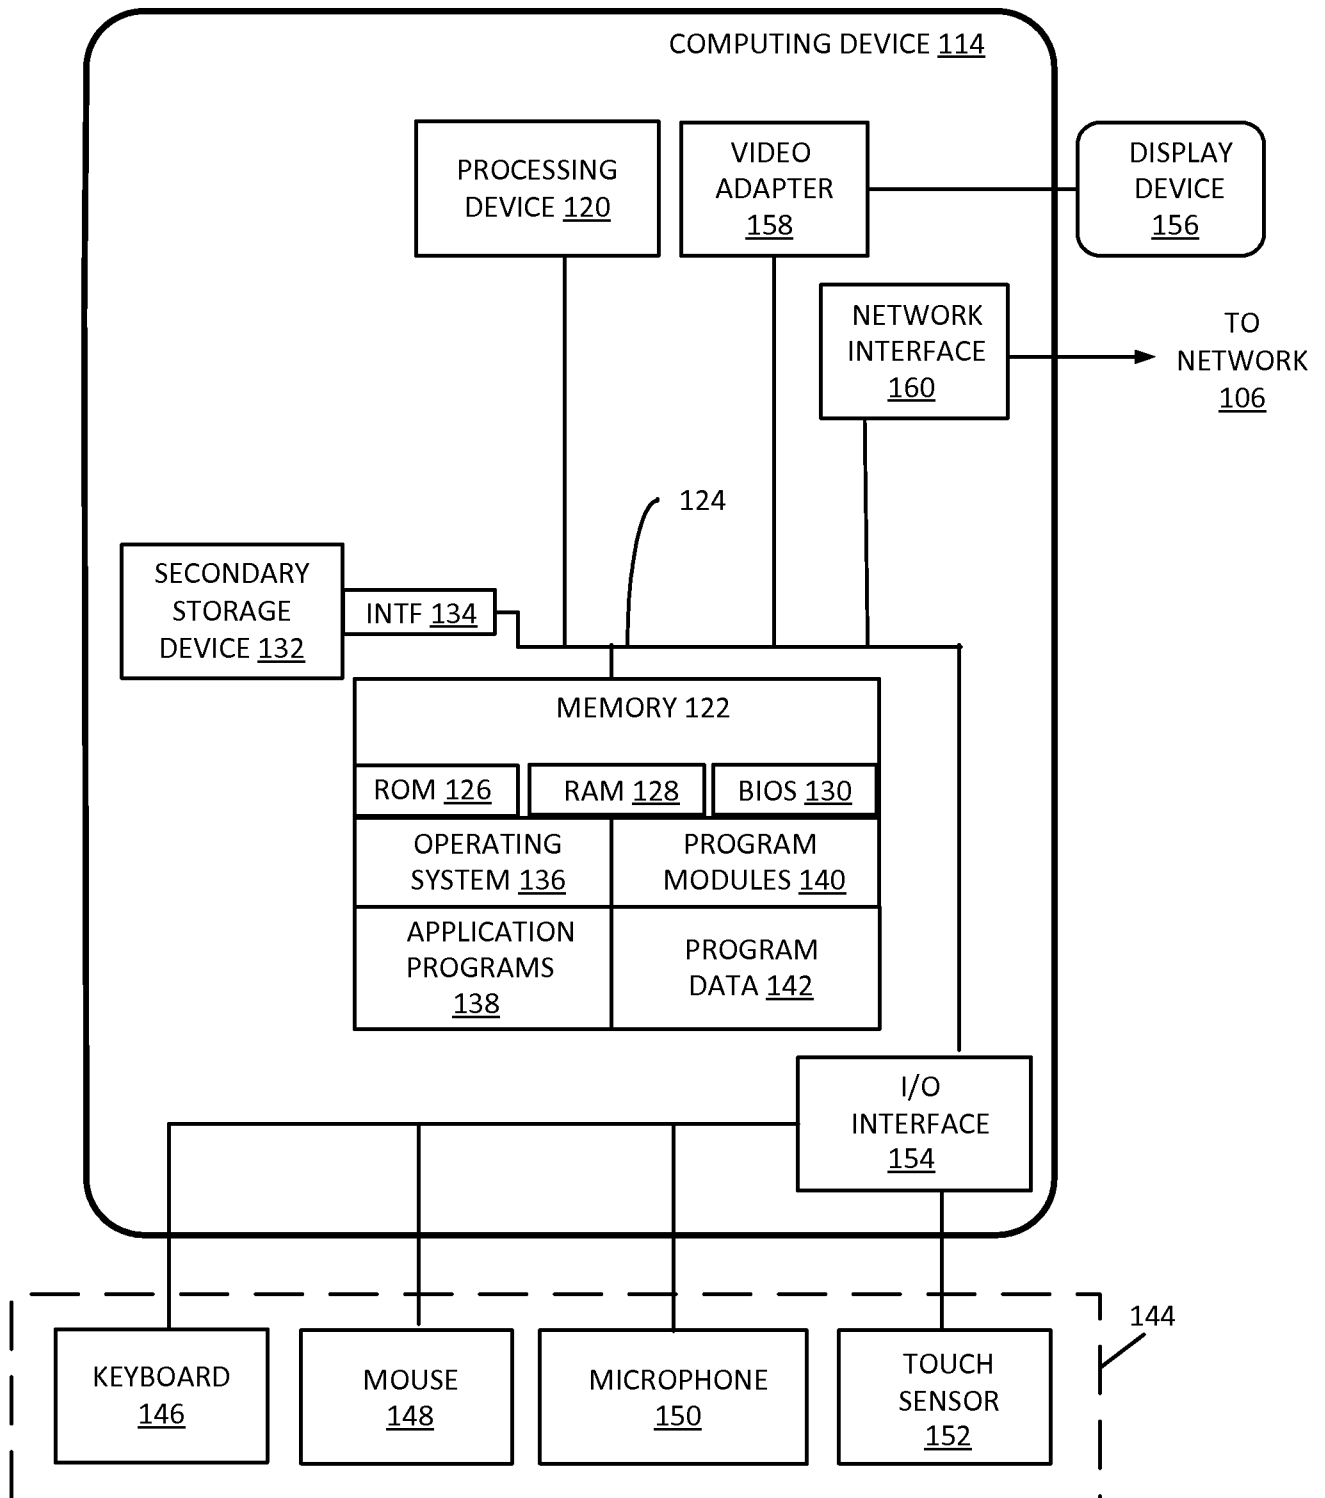 COMPUTING DEVICE 114
PROCESSING
DEVICE 120
VIDEO
ADAPTER
158
DISPLAY
DEVICE
156
NETWORK
INTERFACE
160
TO
NETWORK
106
124
SECONDARY
STORAGE
DEVICE 132
INTF 134
MEMORY 122
ROM 126
RAM 128
BIOS 130
OPERATING
SYSTEM 136
PROGRAM
MODULES 140
APPLICATION
PROGRAMS
138
PROGRAM
DATA 142
I/O
INTERFACE
154
144
KEYBOARD
146
MOUSE
148
MICROPHONE
150
TOUCH
SENSOR
152